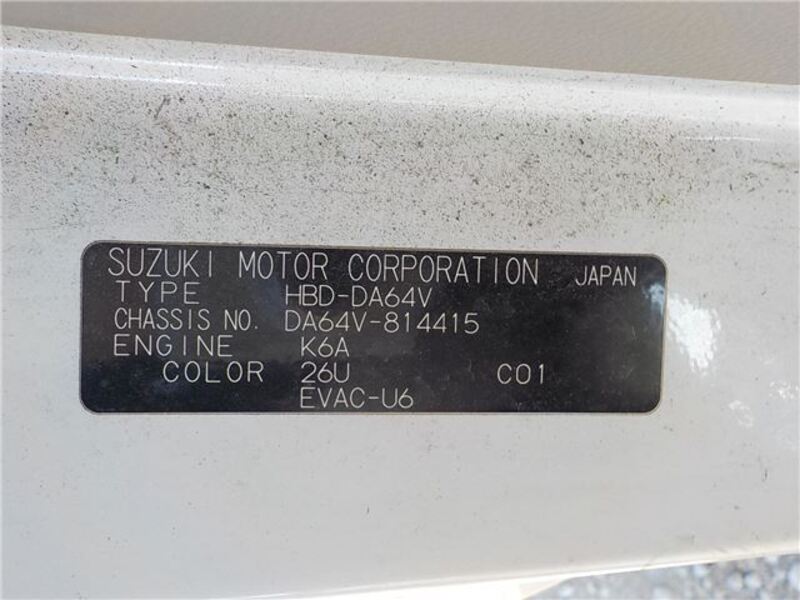 SUZUKI MOTOR CORPORATION JAPAN
TYPE HBD-DA64V
CHASSIS NO. DA64V-814415
ENGINE K6A
COLOR 26U C01
EVAC-U6